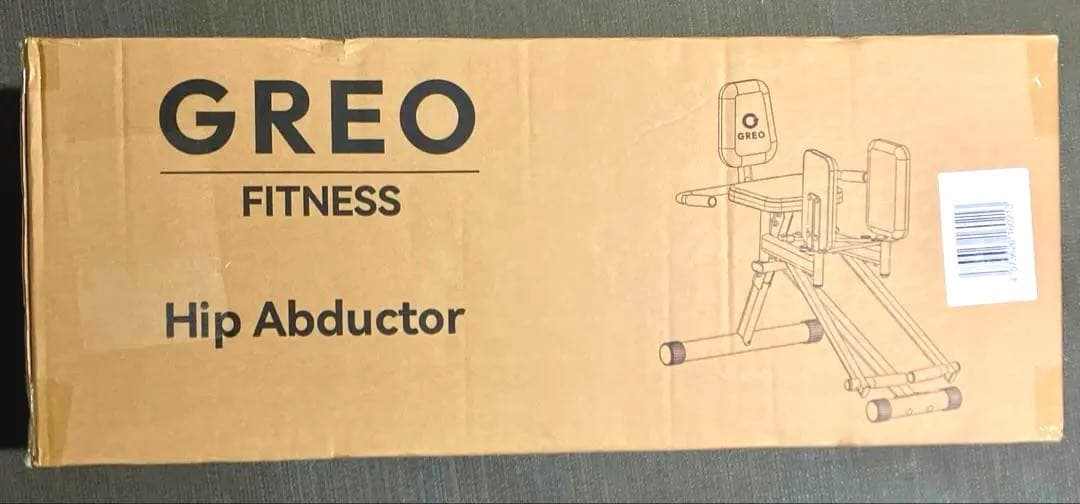 GREO
FITNESS
Hip Abductor
GREO